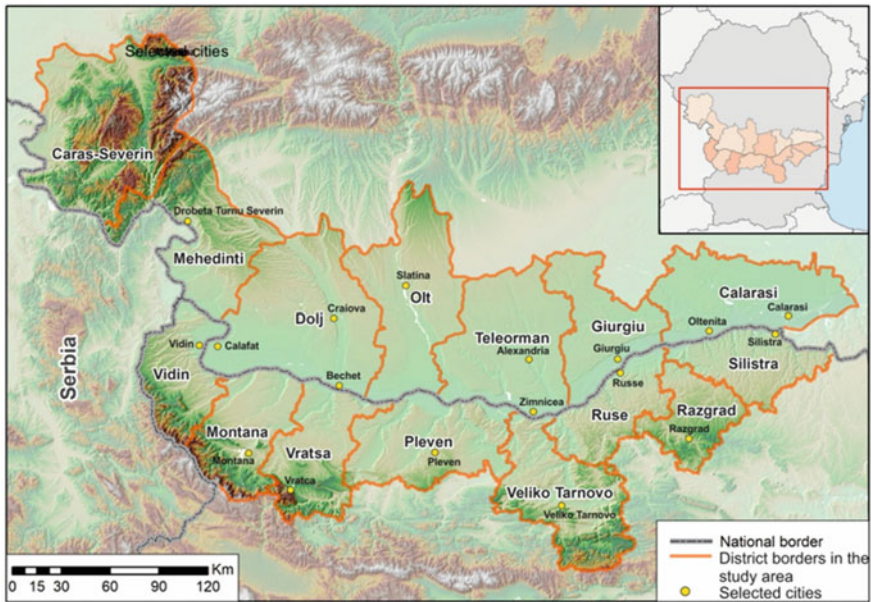 Selected cities
Caras-Severin
Drobeta Turnu Severin
Mehedinti
Slatina
Olt
Craiova
Dolj
Calarasi
Calarasi
Oltenita
Giurgiu
Teleorman
Alexandria
Giurgiu
Silistra
Silistra
Vidin
Calafat
Vidin
Serbia
Bechet
Russe
Zimnicea
Ruse
Razgrad
Razgrad
Montana
Montana
Vratsa
Vratca
Pleven
Pleven
Veliko Tarnovo
Veliko Tarnovo
National border
District borders in the
study area
Selected cities
Km
0 15 30 60 90 120